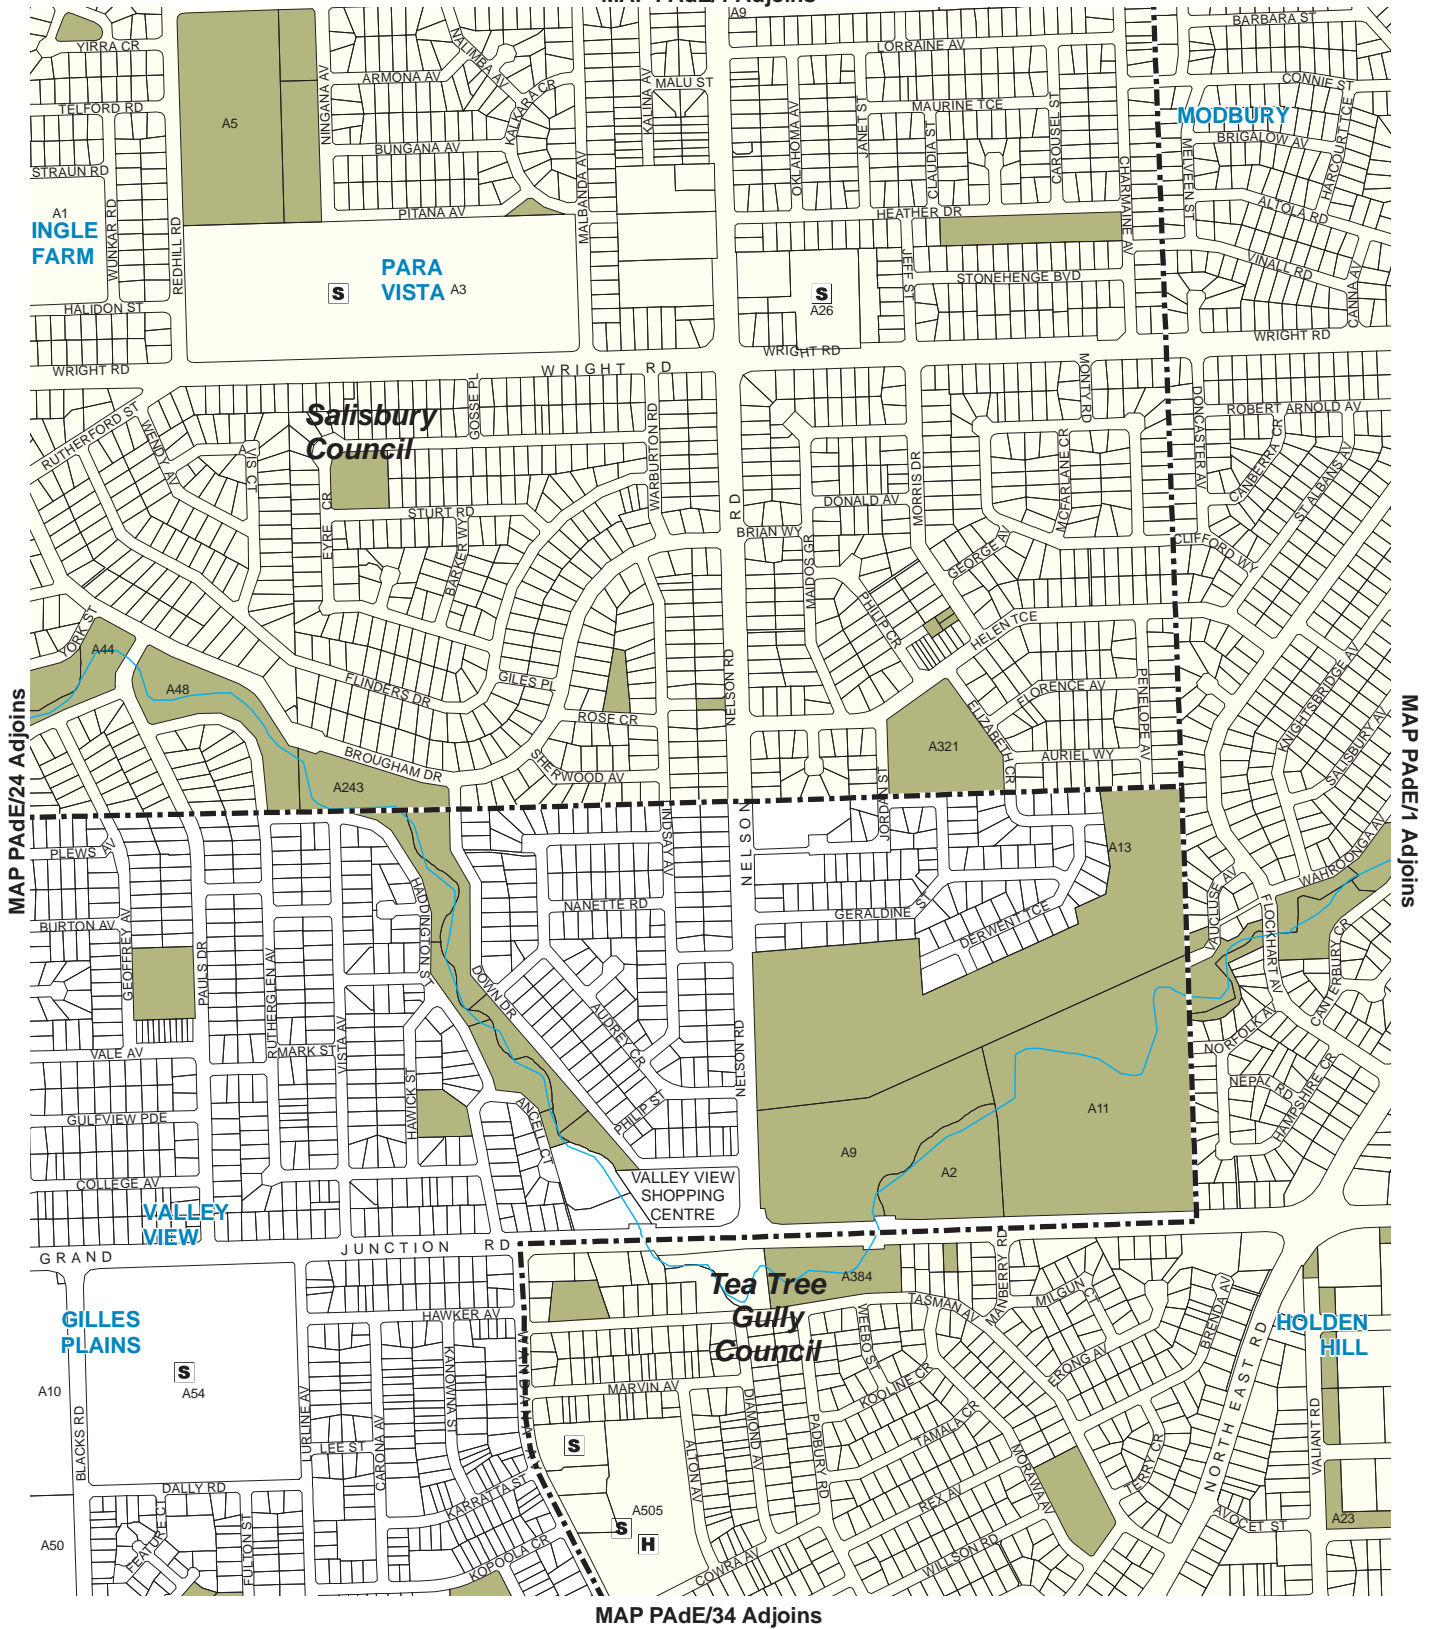 A9
BARBARA ST
YIRRA CR
NALIMBA AV
LORRAINE AV
ARMONA AV
MALU ST
CONNIE ST
TELFORD RD
KALKARA CR
KALINA AV
MAURINE TCE
MODBURY
A5
NINGANA AV
OKLAHOMA AV
JANET ST
CLAUDIA ST
CAROUSEL ST
BRIGALOW AV
HARCOURT TCE
BUNGANA AV
STRAUN RD
CHARMAINE AV
MELVEEN ST
A1
PITANA AV
HEATHER DR
ALTOLA RD
INGLE
FARM
WUNKAR RD
REDHILL RD
MALBANDA AV
PARA
VISTA
A3
S
JEFF ST
STONEHENGE BVD
VINALL RD
CANNA AV
S
A26
HALIDON ST
WRIGHT RD
WRIGHT RD
WRIGHT RD
WRIGHT RD
GOSSE PL
MONTY RD
DONCASTER AV
RUTHERFORD ST
Salisbury
Council
WARBURTON RD
ROBERT ARNOLD AV
WENDY AV
AVIS CT
MORRIS DR
MCFARLANE CR
CANBERRA CR
ST ALBANS AV
EYRE CR
STURT RD
RD
DONALD AV
BRIAN WY
BARKER WY
MAIDOS GR
GEORGE AV
CLIFFORD WY
YORK ST
PHILIP CR
HELEN TCE
A44
A48
FLINDERS DR
GILES PL
NELSON RD
FLORENCE AV
PENELOPE AV
KNIGHTSBRIDGE AV
ROSE CR
ELIZABETH CR
MAP PAdE/24 Adjoins
MAP PAdE/1 Adjoins
A321
AURIEL WY
SALISBURY AV
BROUGHAM DR
SHERWOOD AV
A243
JORDAN ST
NELSON
PLEWS AV
A13
WAHROONGA AV
HADDINGTON ST
NANETTE RD
GERALDINE ST
DERWENT TCE
VAUCLUSE AV
FLOCKHART AV
BURTON AV
GEOFFREY AV
PAULS DR
RUTHERGLEN AV
DOWN DR
CANTERBURY CR
AUDREY CR
NORFOLK AV
VALE AV
MARK ST
VISTA AV
NELSON RD
NEPAL RD
HAMPSHIRE CR
HAWICK ST
ANCELL CT
PHILIP ST
A11
GULFVIEW PDE
A9
A2
COLLEGE AV
VALLEY VIEW
SHOPPING
CENTRE
VALLEY
VIEW
GRAND
JUNCTION RD
MANBERRY RD
Tea Tree
Gully
Council
A384
TASMAN AV
MILGUN CT
BRENDA AV
GILLES
PLAINS
HAWKER AV
HOLDEN
HILL
WEEBO ST
KOOLINE CR
ERONG AV
S
A54
A10
KANOWNA ST
MARVIN AV
DIAMOND AV
PADBURY RD
TAMALA CR
NORTH EAST RD
VALIANT RD
BLACKS RD
CARONA AV
LEE ST
S
ALTON AV
MORAWA AV
TERRY CR
DALLY RD
KARRATTA ST
REX AV
A505
S
H
AVOCET ST
A23
A50
FULTON ST
KOPOOLA CR
COWRA AV
WILLSON RD
MAP PAdE/34 Adjoins